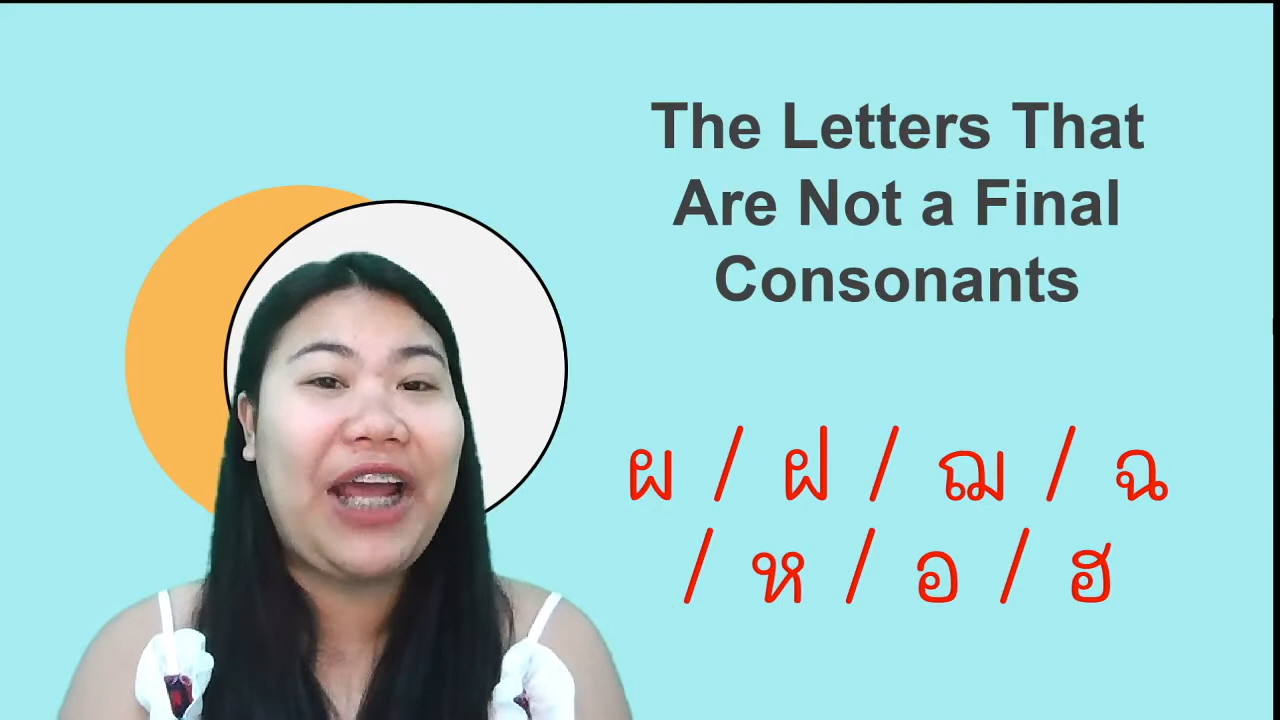 The Letters That
Are Not a Final
Consonants
ผ / ฝ / ฌ / ฉ
/ ห / อ / ฮ